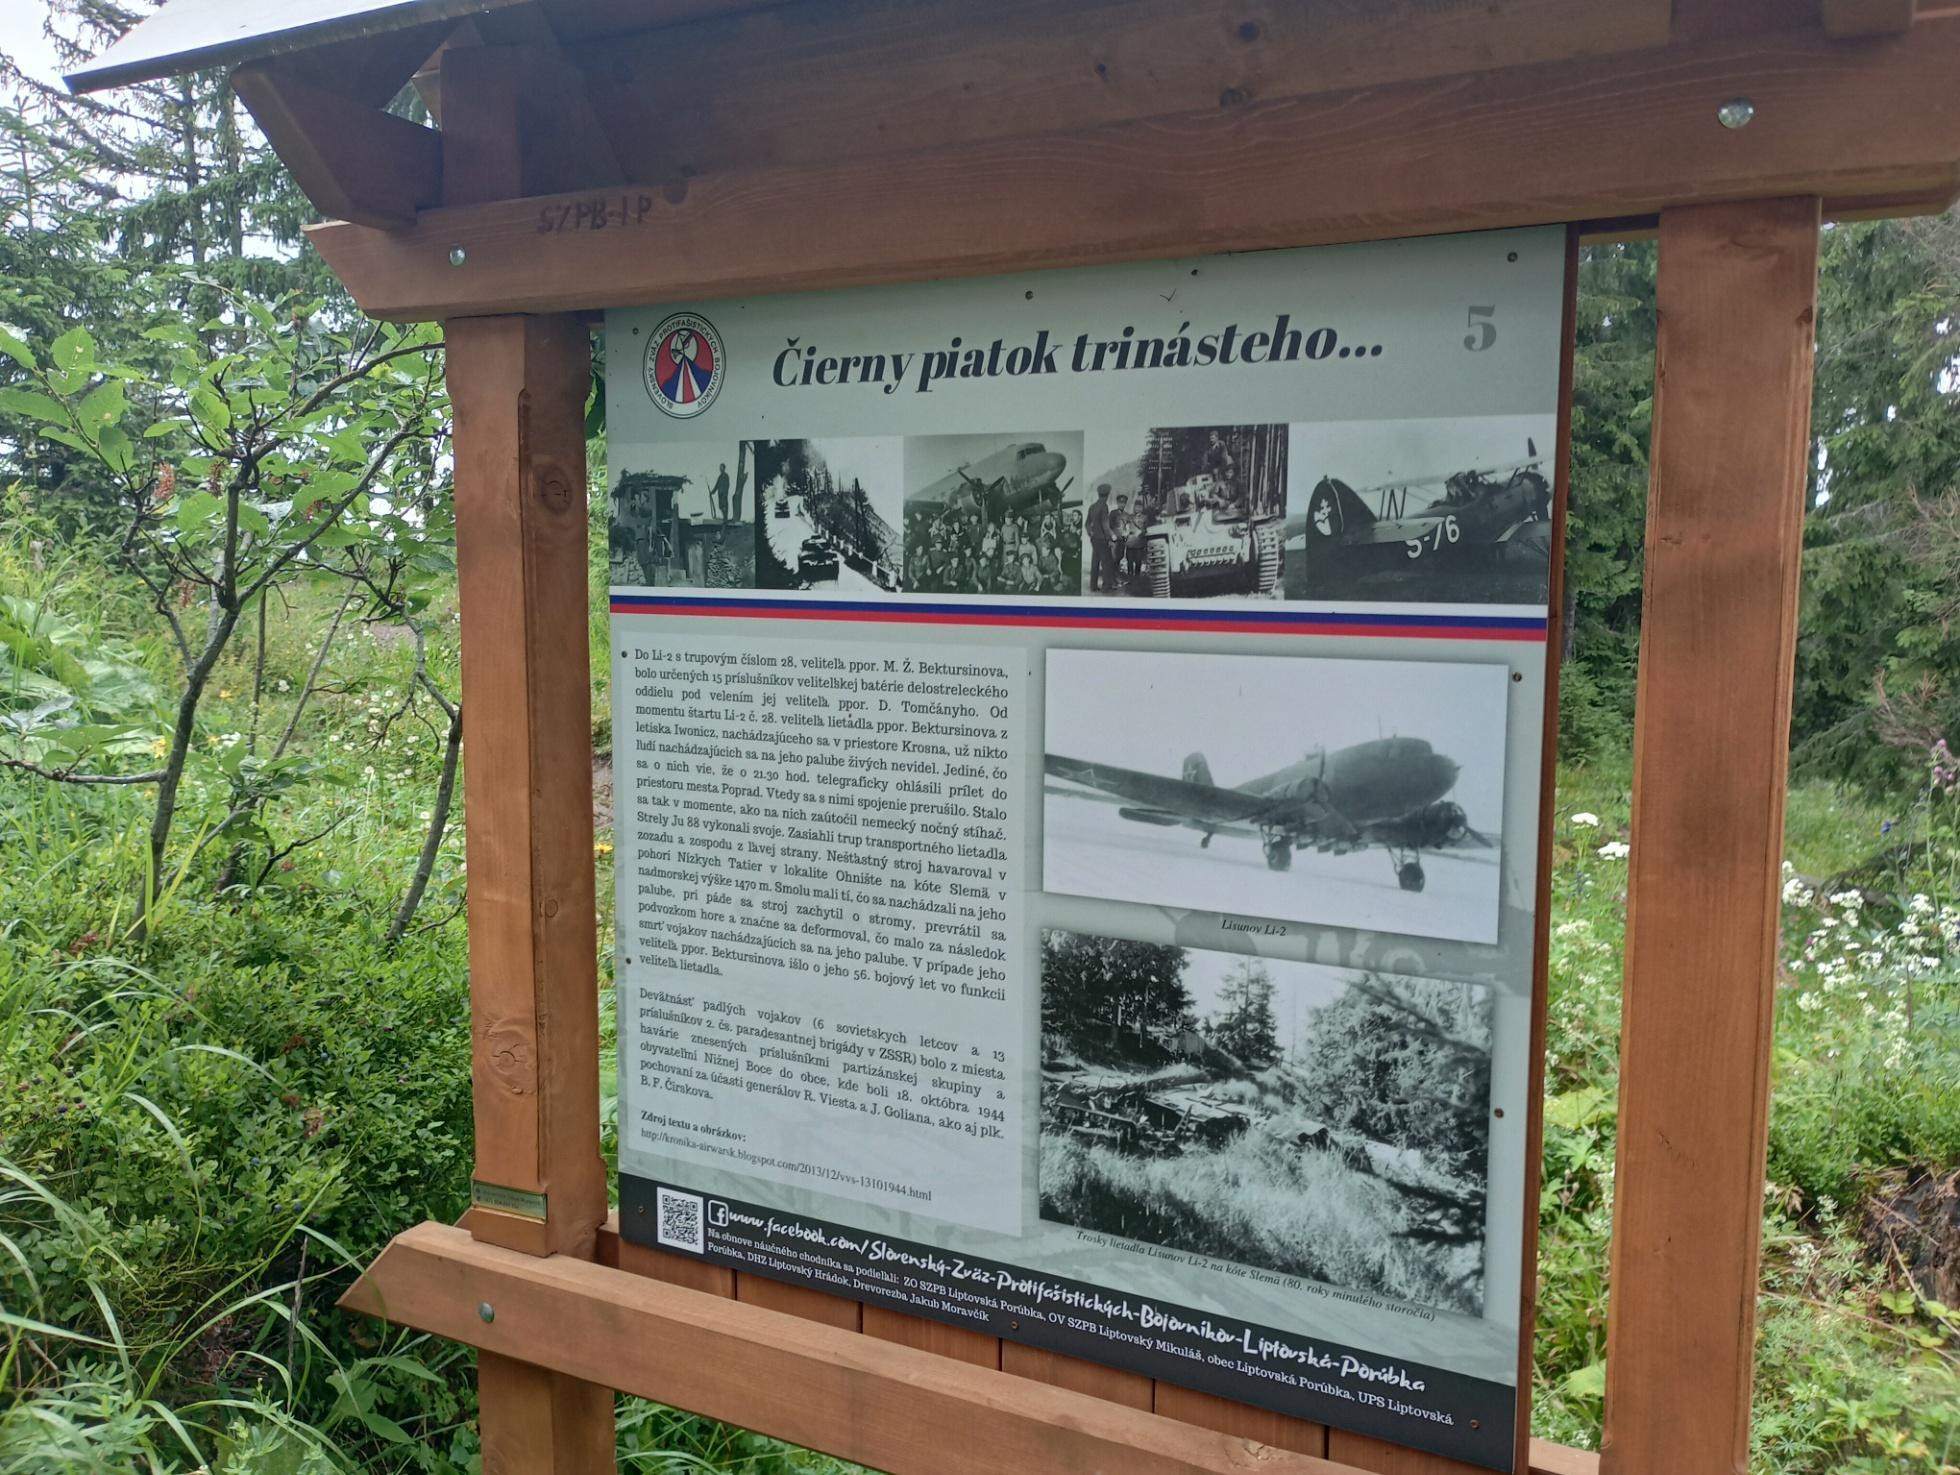 SZPB-LP
SLOVENSKÝ ZVÄZ PROTIFAŠISTICKÝCH BOJOVNÍKOV
Čierny piatok trinásteho...
5
S-76
Do Li-2 s trupovým číslom 28, veliteľa ppor. M. Ž. Bektursinova,
bolo určených 15 príslušníkov veliteľskej batérie delostreleckého
oddielu pod velením jej veliteľa ppor. D. Tomčányho. Od
momentu štartu Li-2 č. 28. veliteľa lietadla ppor. Bektursinova z
letiska Iwonicz, nachádzajúceho sa v priestore Krosna, už nikto
ľudí nachádzajúcich sa na jeho palube živých nevidel. Jediné, čo
sa o nich vie, že o 21.30 hod. telegraficky ohlásili prílet do
priestoru mesta Poprad. Vtedy sa s nimi spojenie prerušilo. Stalo
sa tak v momente, ako na nich zaútočil nemecký nočný stíhač.
Strely Ju 88 vykonali svoje. Zasiahli trup transportného lietadla
zozadu a zospodu z ľavej strany. Nešťastný stroj havaroval v
pohorí Nízkych Tatier v lokalite Ohnište na kóte Slemä v
nadmorskej výške 1470 m. Smolu mali tí, čo sa nachádzali na jeho
palube, pri páde sa stroj zachytil o stromy, prevrátil sa
podvozkom hore a značne sa deformoval, čo malo za následok
smrť vojakov nachádzajúcich sa na jeho palube. V prípade jeho
veliteľa ppor. Bektursinova išlo o jeho 56. bojový let vo funkcii
veliteľa lietadla.
Devätnásť padlých vojakov (6 sovietskych letcov a 13
príslušníkov 2. čs. paradesantnej brigády v ZSSR) bolo z miesta
havárie znesených príslušníkmi partizánskej skupiny a
obyvateľmi Nižnej Boce do obce, kde boli 18. októbra 1944
pochovaní za účasti generálov R. Viesta a J. Goliana, ako aj plk.
B. F. Čirskova.
Zdroj textu a obrázkov:
http://kronika-airwarsk.blogspot.com/2013/12/vvs-13101944.html
Lisunov Li-2
Trosky lietadla Lisunov Li-2 na kóte Slemä (80. roky minulého storočia)
f www.facebook.com/Slovenský-Zväz-Protifašistických-Bojovníkov-Liptovská-Porúbka
Na obnove náučného chodníka sa podieľali: ZO SZPB Liptovská Porúbka, OV SZPB Liptovský Mikuláš, obec Liptovská Porúbka, UPS Liptovská
Porúbka, DHZ Liptovský Hrádok, Drevorezba Jakub Moravčík